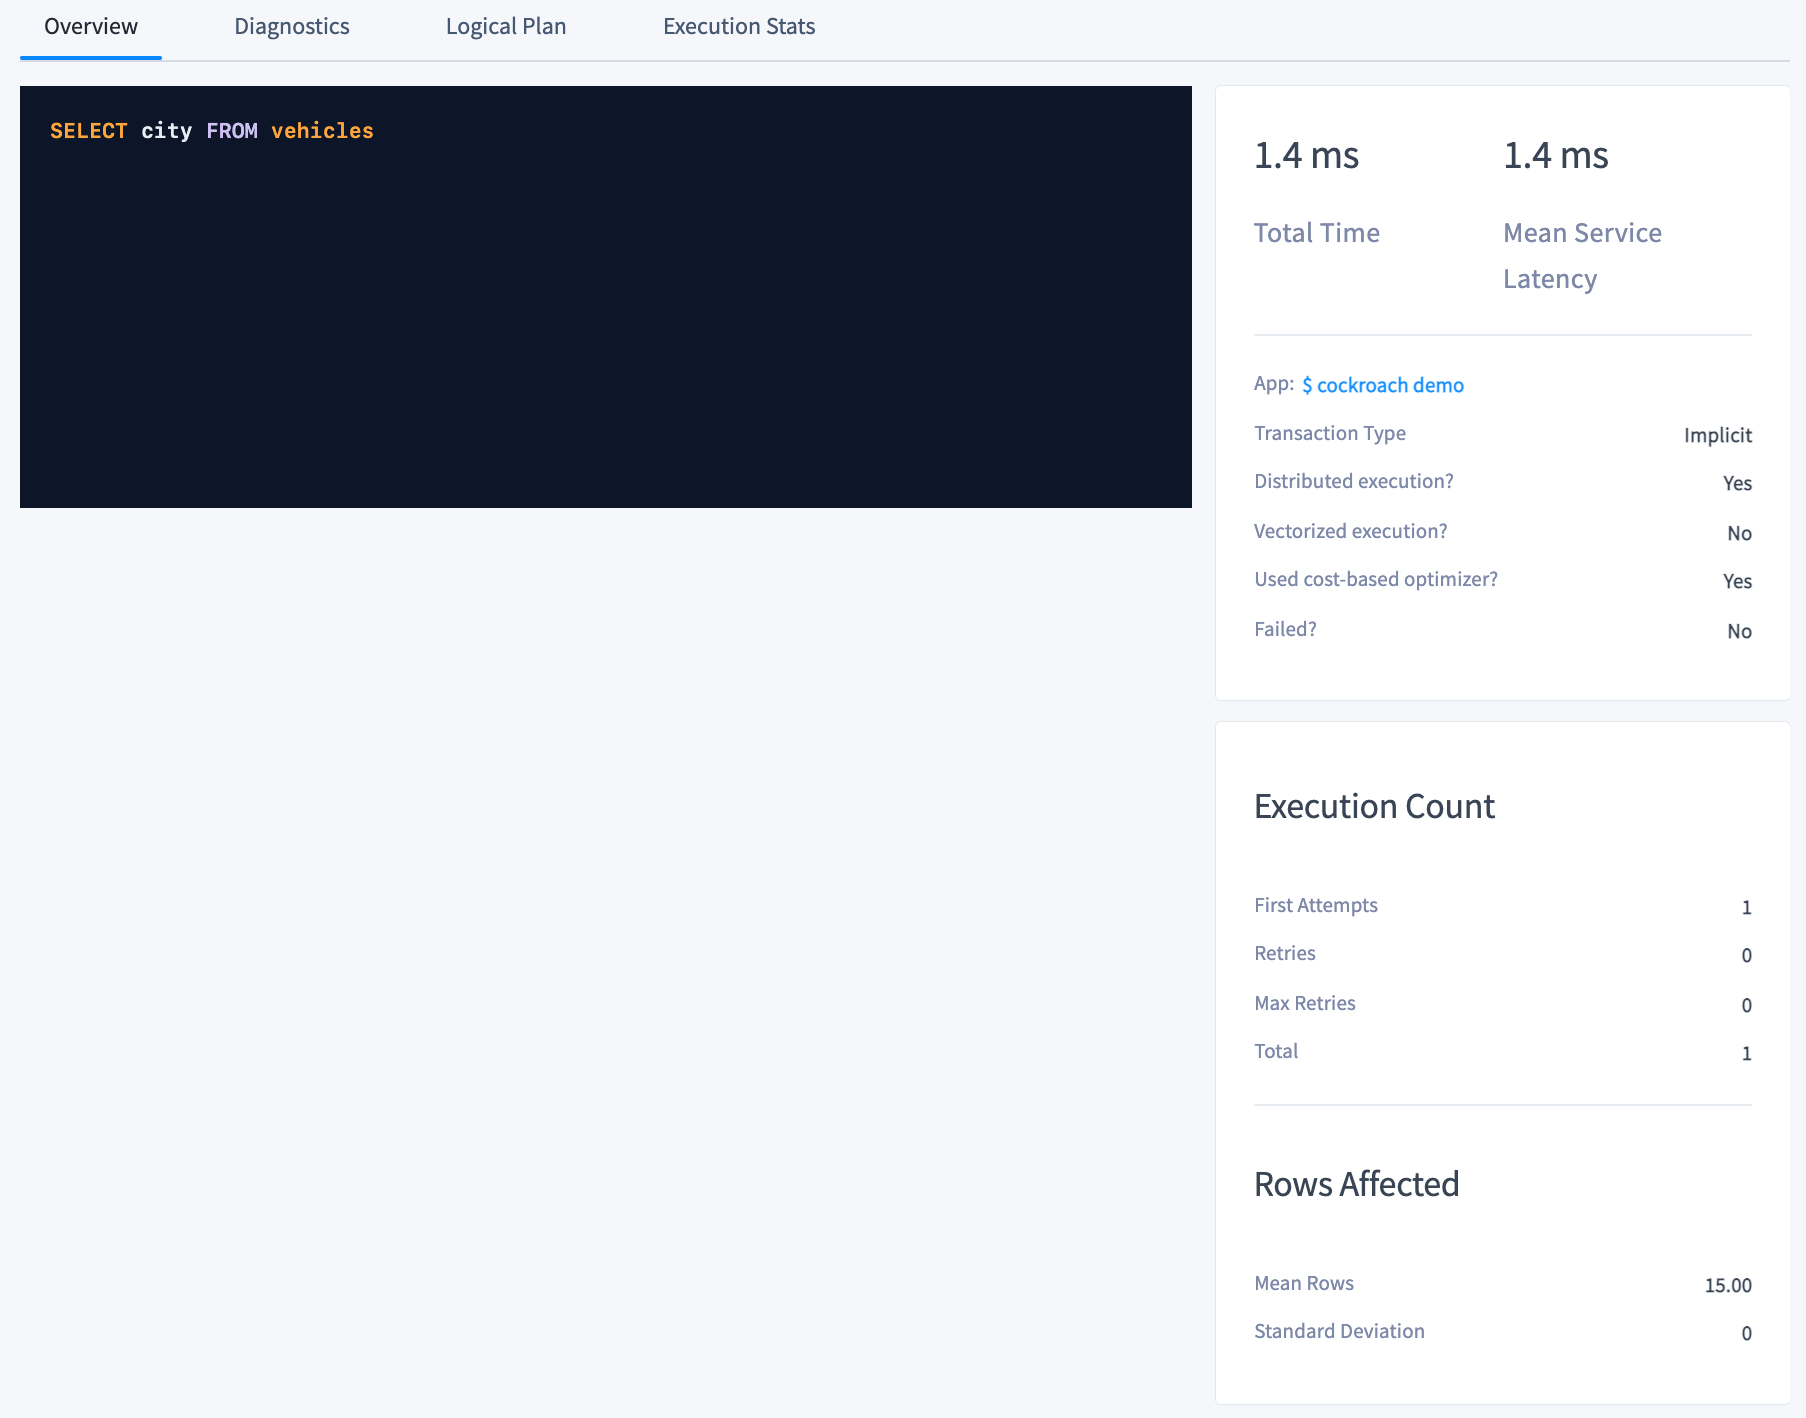 Overview Diagnostics Logical Plan Execution Stats
SELECT city FROM vehicles
1.4 ms 1.4 ms
Total Time Mean Service
Latency
App: $ cockroach demo
Transaction Type Implicit
Distributed execution? Yes
Vectorized execution? No
Used cost-based optimizer? Yes
Failed? No
Execution Count
First Attempts 1
Retries 0
Max Retries 0
Total 1
Rows Affected
Mean Rows 15.00
Standard Deviation 0